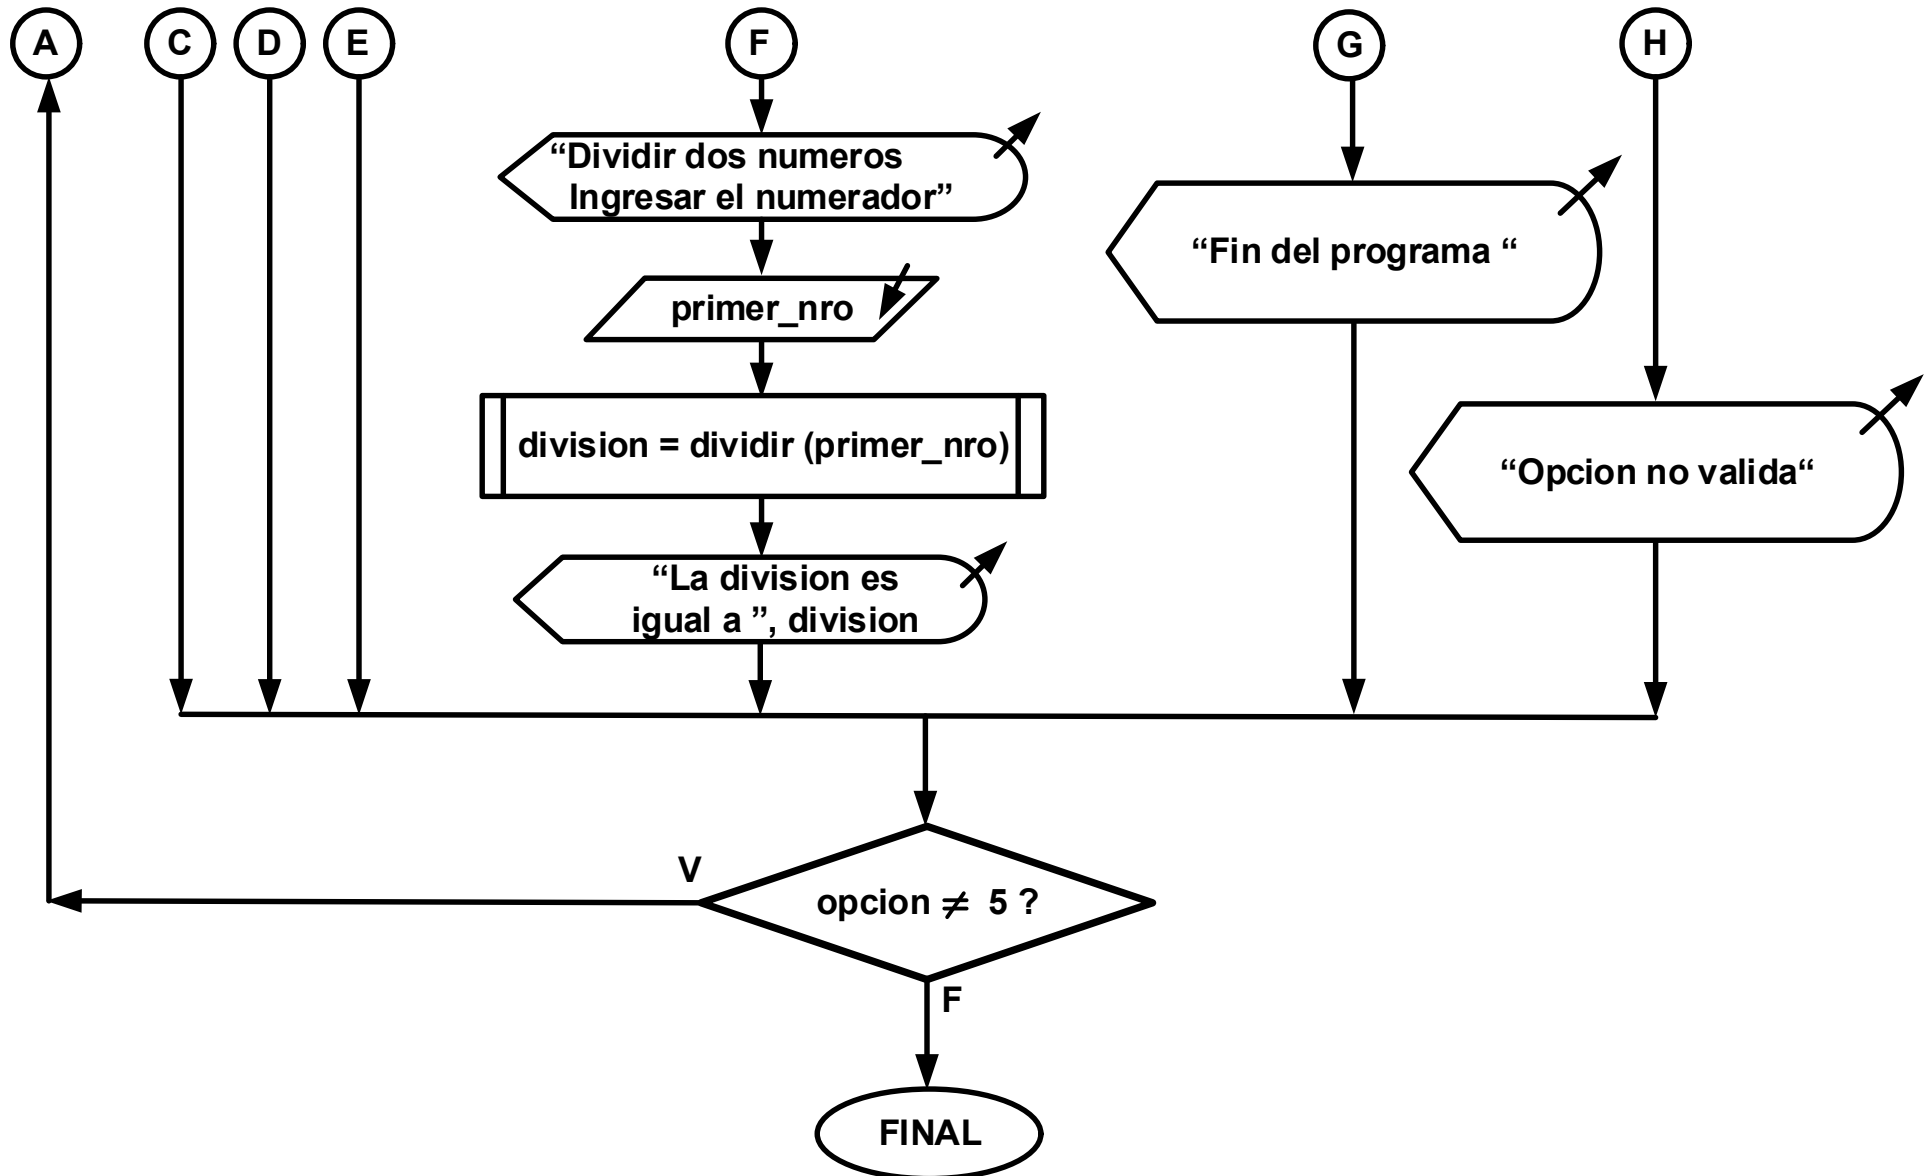 A
C
D
E
F
G
H
“Dividir dos numeros
Ingresar el numerador”
primer_nro
division = dividir (primer_nro)
“La division es
igual a ”, division
“Fin del programa “
“Opcion no valida“
V
opcion ≠ 5 ?
F
FINAL